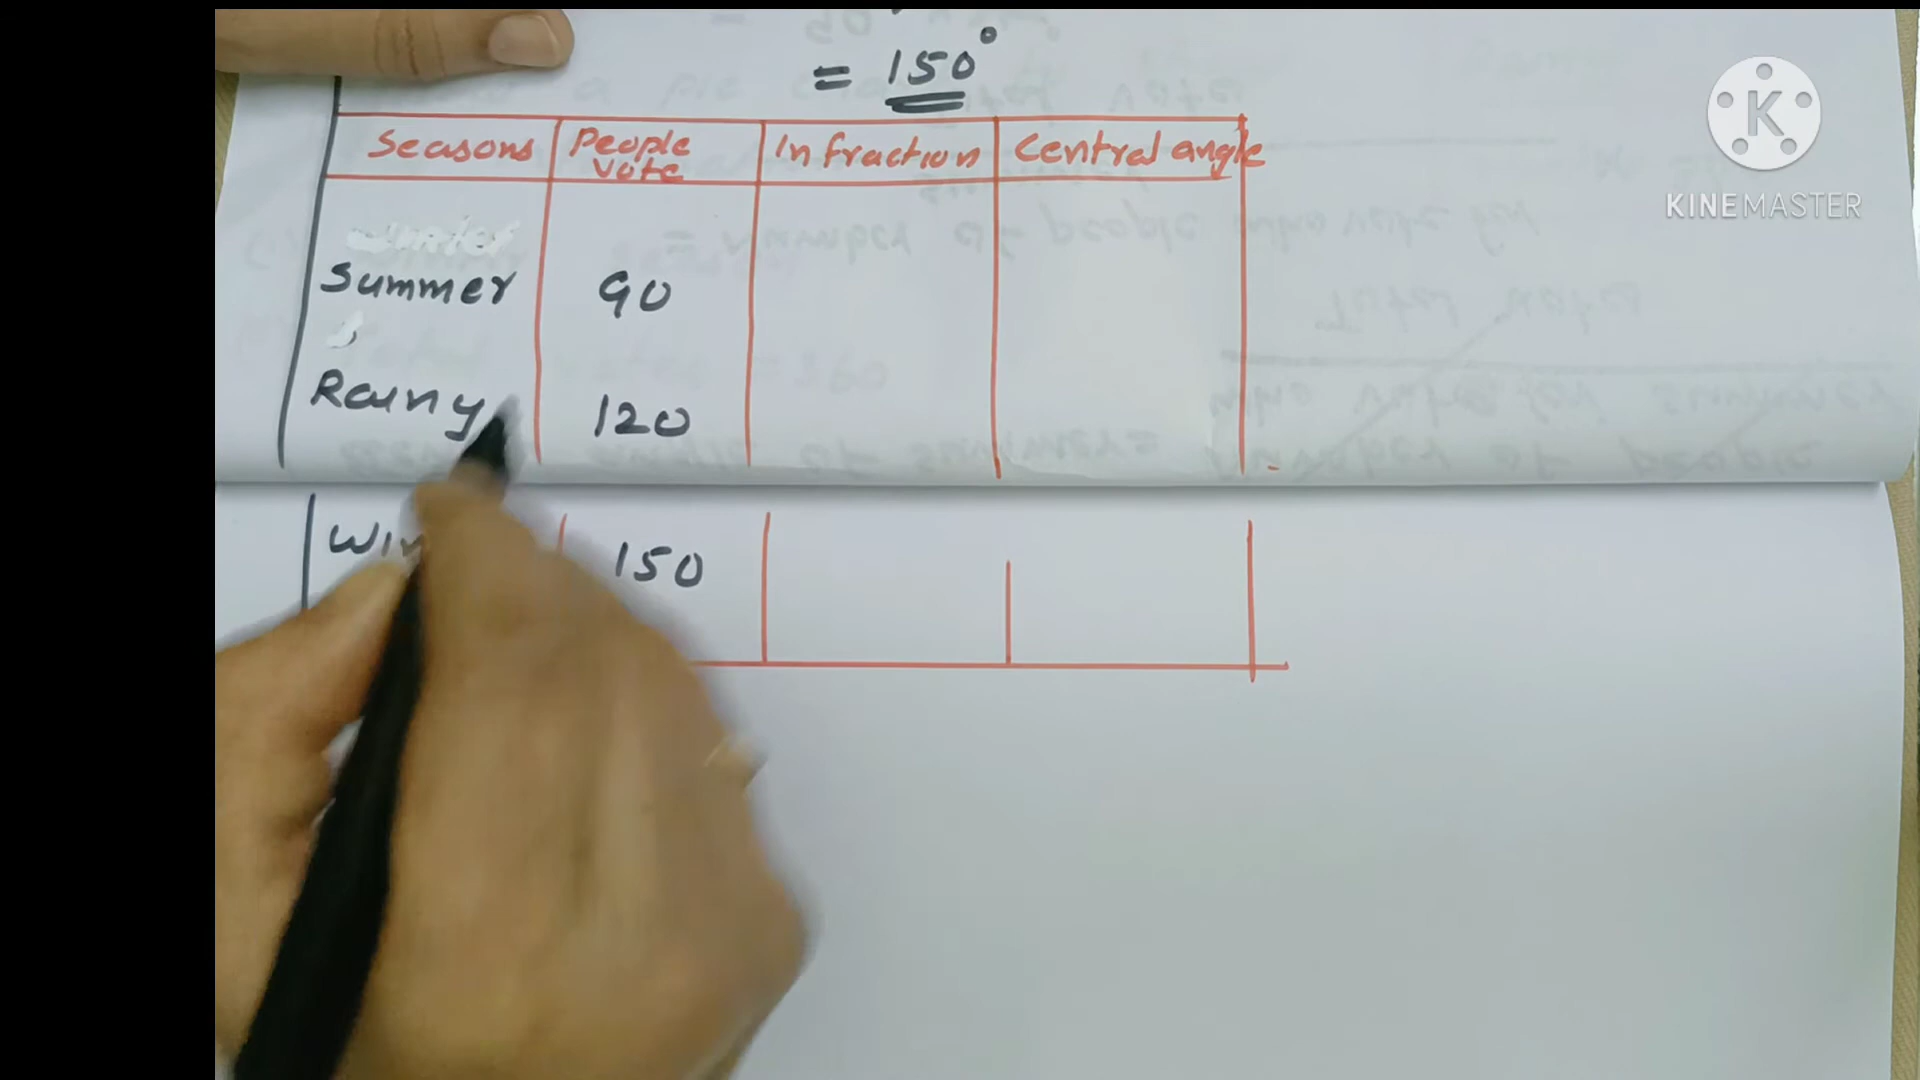 = 150°
Seasons People Vote In fraction Central angle
Summer 90
Rainy 120
150
K
KINEMASTER